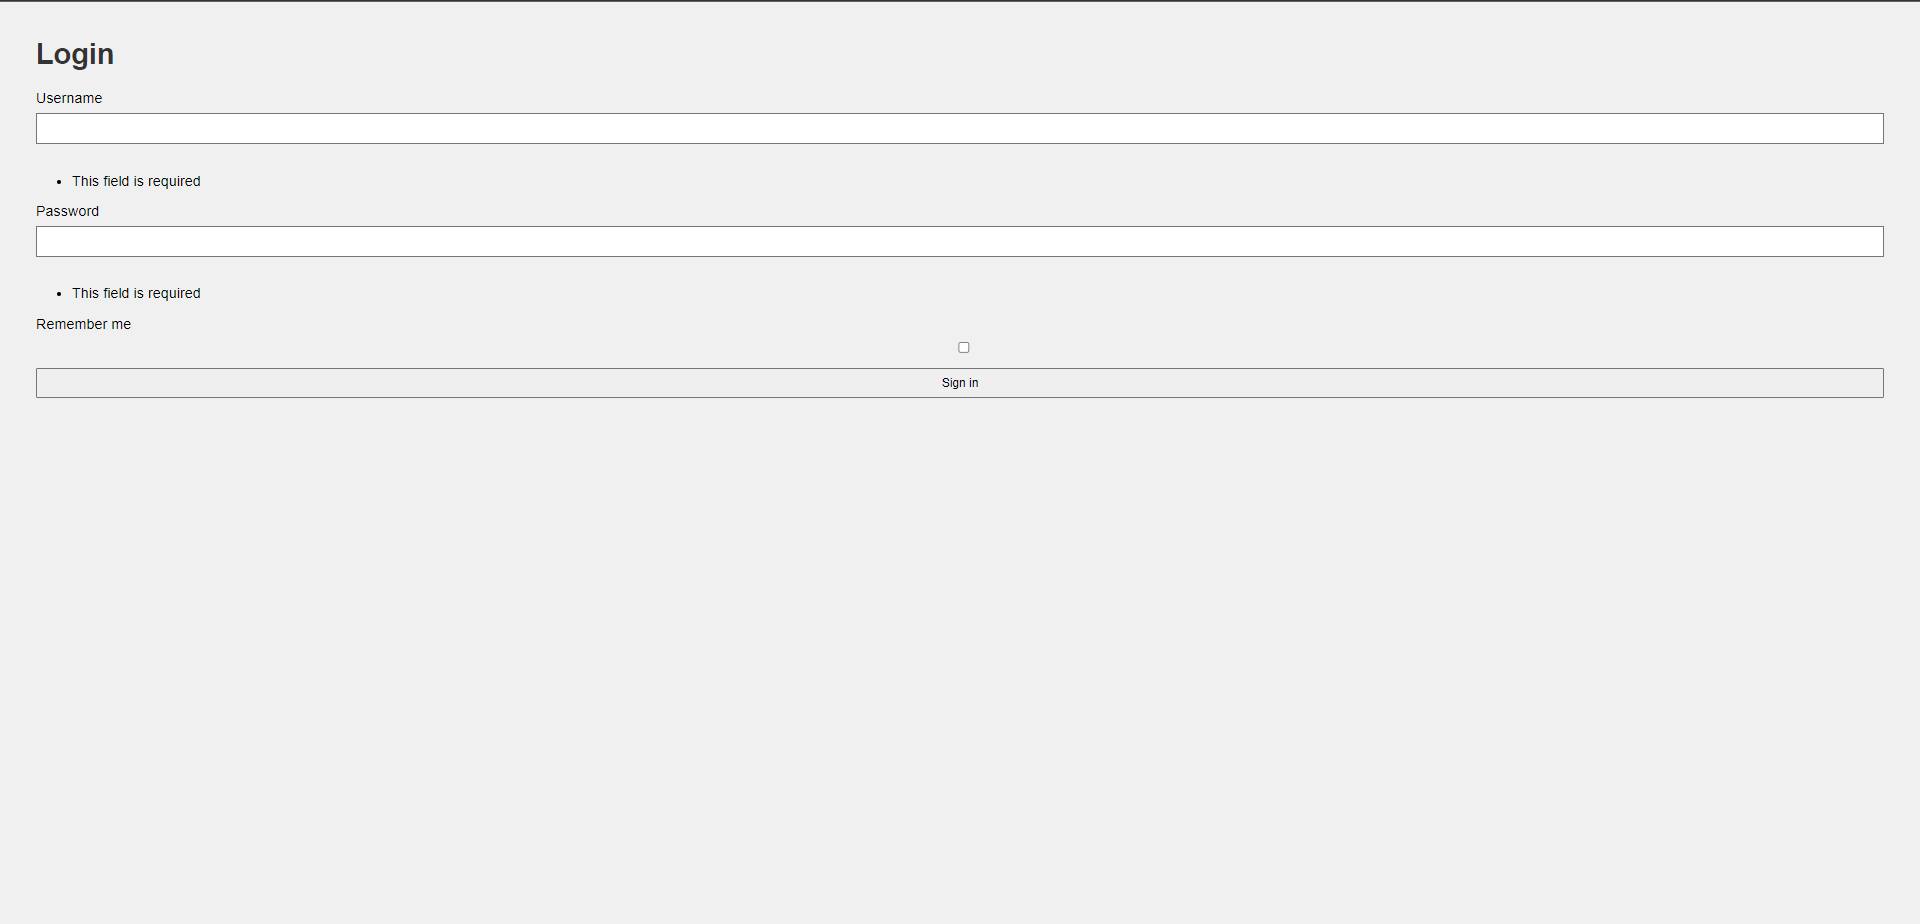 Login
Username
This field is required
Password
This field is required
Remember me
Sign in